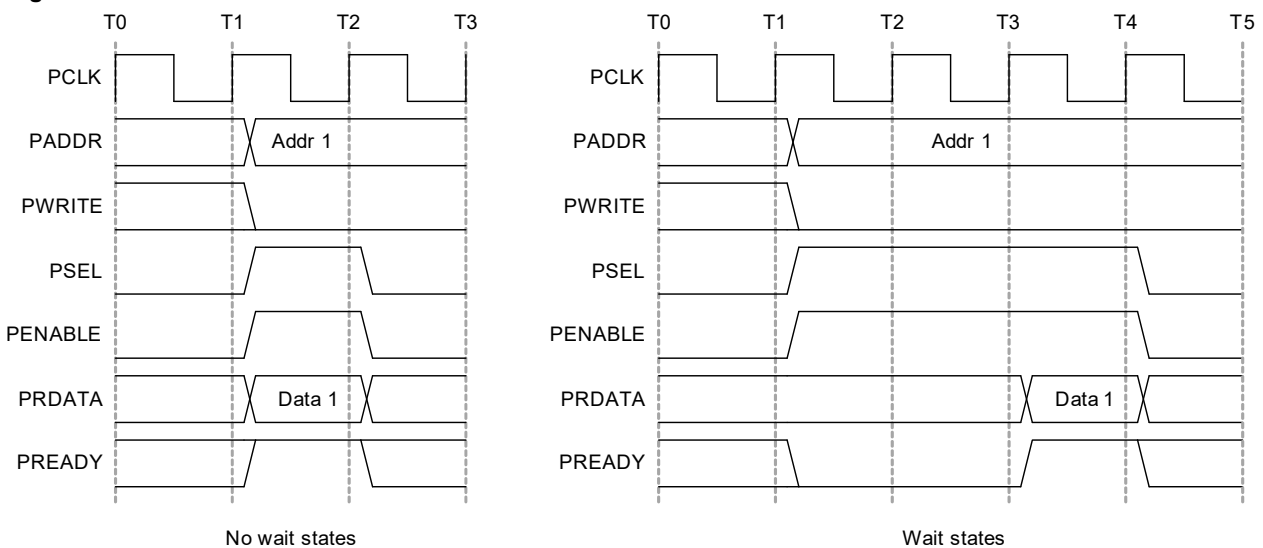 T0 T1 T2 T3 T0 T1 T2 T3 T4 T5
PCLK PCLK
PADDR Addr 1 PADDR Addr 1
PWRITE PWRITE
PSEL PSEL
PENABLE PENABLE
PRDATA Data 1 PRDATA Data 1
PREADY PREADY
No wait states Wait states